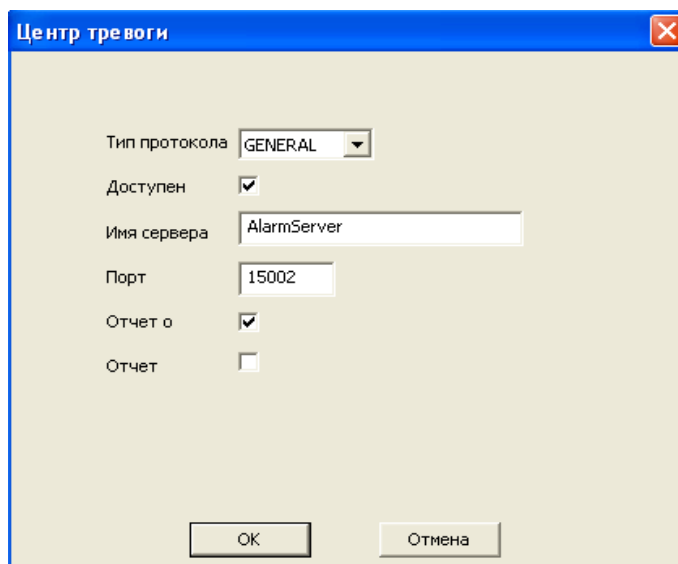 Центр тревоги
Тип протокола GENERAL
Доступен
Имя сервера AlarmServer
Порт 15002
Отчет о
Отчет
OK Отмена